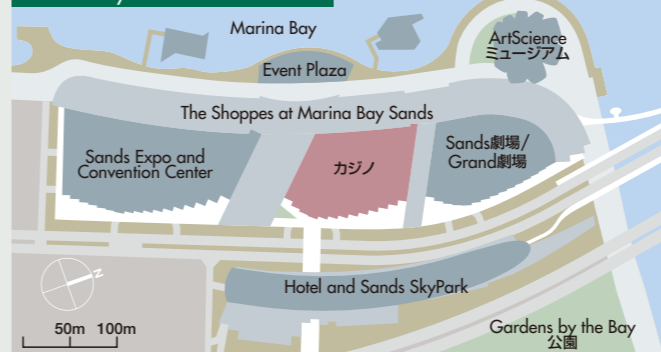 Marina Bay
ArtScience
ミュージアム
Event Plaza
The Shoppes at Marina Bay Sands
Sands Expo and
Convention Center
カジノ
Sands劇場/
Grand劇場
Hotel and Sands SkyPark
N
50m 100m
Gardens by the Bay
公園